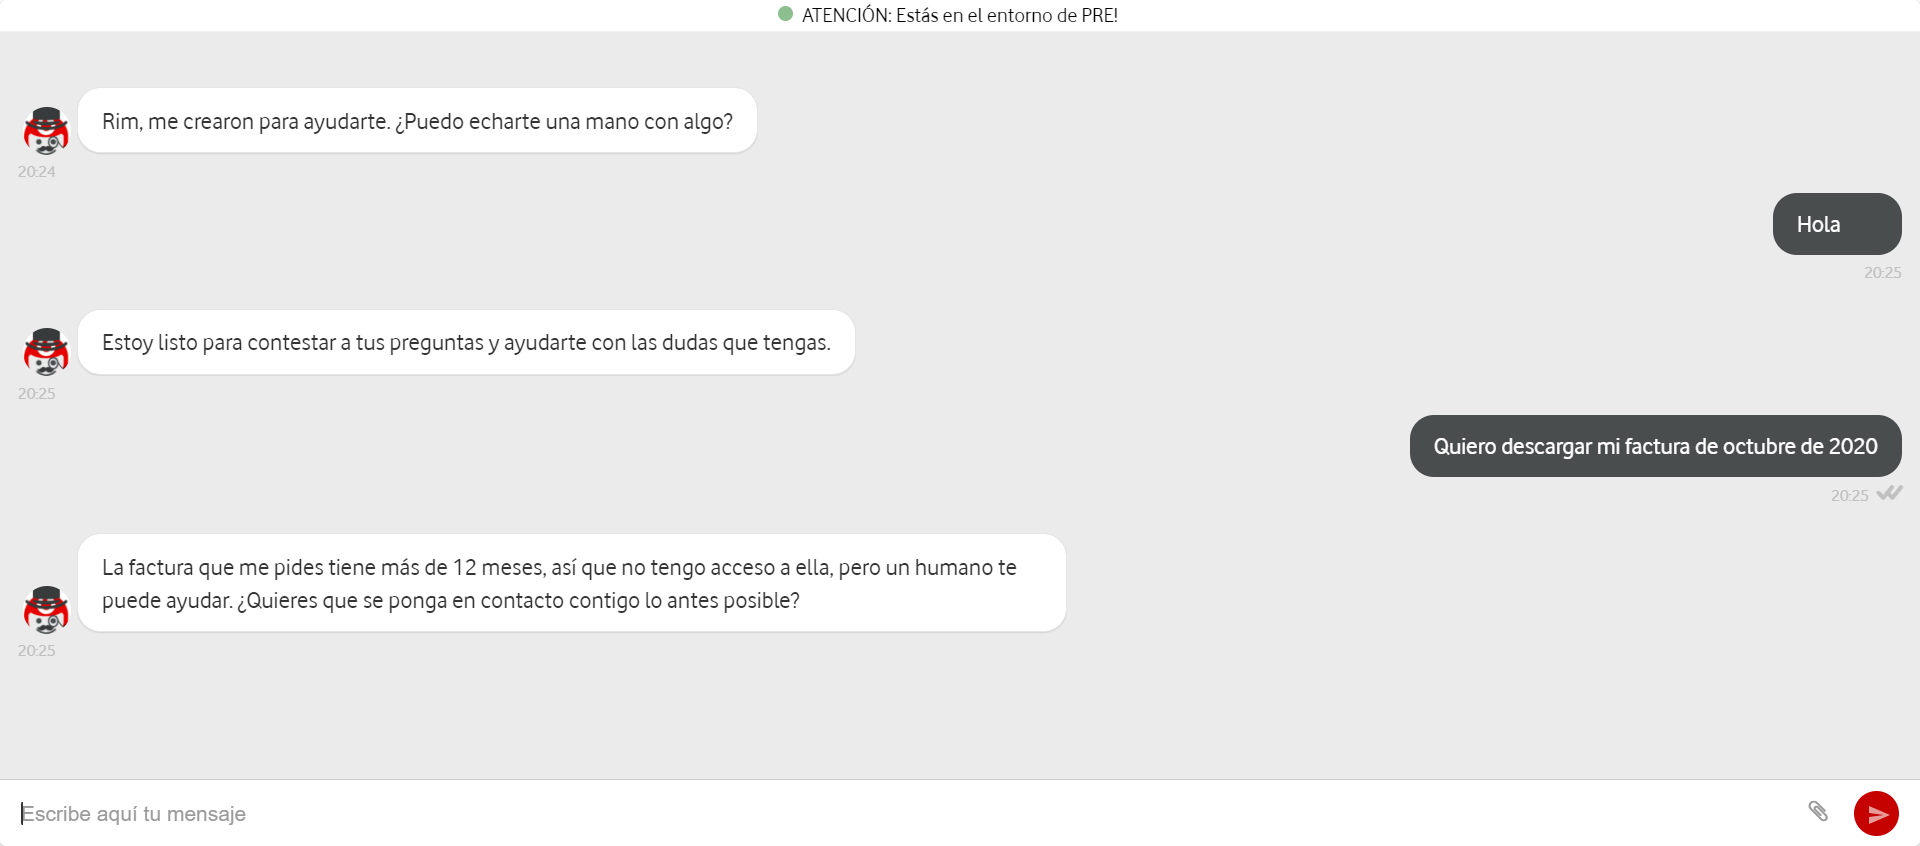 ATENCIÓN: Estás en el entorno de PRE!
Rim, me crearon para ayudarte. ¿Puedo echarte una mano con algo?
20:24
Hola
20:25
Estoy listo para contestar a tus preguntas y ayudarte con las dudas que tengas.
20:25
Quiero descargar mi factura de octubre de 2020
20:25
La factura que me pides tiene más de 12 meses, así que no tengo acceso a ella, pero un humano te
puede ayudar. ¿Quieres que se ponga en contacto contigo lo antes posible?
20:25
Escribe aquí tu mensaje